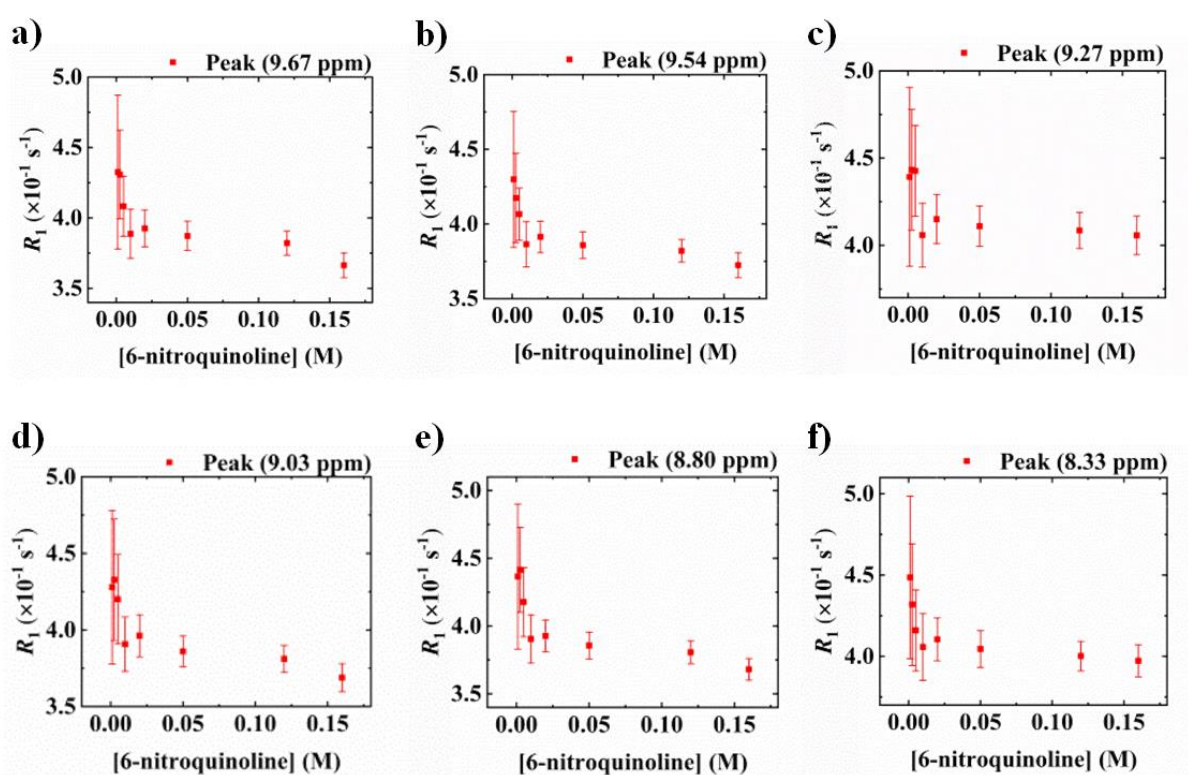 a)
Peak (9.67 ppm)
5.0
4.5
4.0
3.5
R₁ (×10⁻¹ s⁻¹)
0.00 0.05 0.10 0.15
[6-nitroquinoline] (M)
b)
Peak (9.54 ppm)
5.0
4.5
4.0
3.5
R₁ (×10⁻¹ s⁻¹)
0.00 0.05 0.10 0.15
[6-nitroquinoline] (M)
c)
Peak (9.27 ppm)
5.0
4.5
4.0
R₁ (×10⁻¹ s⁻¹)
0.00 0.05 0.10 0.15
[6-nitroquinoline] (M)
d)
Peak (9.03 ppm)
5.0
4.5
4.0
3.5
R₁ (×10⁻¹ s⁻¹)
0.00 0.05 0.10 0.15
[6-nitroquinoline] (M)
e)
Peak (8.80 ppm)
5.0
4.5
4.0
3.5
R₁ (×10⁻¹ s⁻¹)
0.00 0.05 0.10 0.15
[6-nitroquinoline] (M)
f)
Peak (8.33 ppm)
5.0
4.5
4.0
R₁ (×10⁻¹ s⁻¹)
0.00 0.05 0.10 0.15
[6-nitroquinoline] (M)